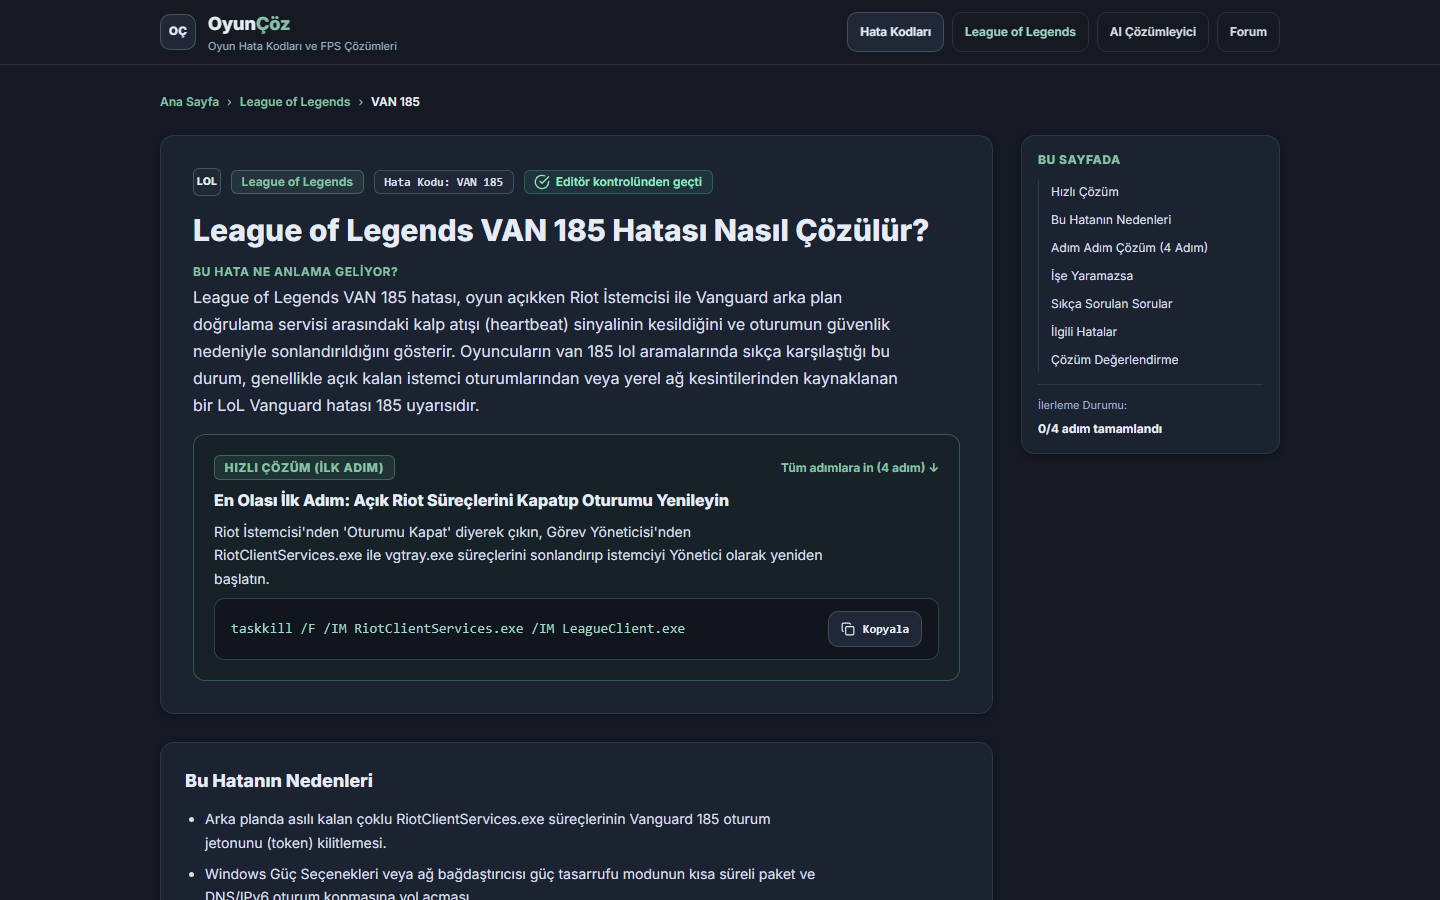 OÇ
OyunÇöz
Oyun Hata Kodları ve FPS Çözümleri
Hata Kodları
League of Legends
AI Çözümleyici
Forum
Ana Sayfa › League of Legends › VAN 185
LOL
League of Legends
Hata Kodu: VAN 185
Editör kontrolünden geçti
League of Legends VAN 185 Hatası Nasıl Çözülür?
BU HATA NE ANLAMA GELİYOR?
League of Legends VAN 185 hatası, oyun açıkken Riot İstemcisi ile Vanguard arka plan
doğrulama servisi arasındaki kalp atışı (heartbeat) sinyalinin kesildiğini ve oturumun güvenlik
nedeniyle sonlandırıldığını gösterir. Oyuncuların van 185 lol aramalarında sıkça karşılaştığı bu
durum, genellikle açık kalan istemci oturumlarından veya yerel ağ kesintilerinden kaynaklanan
bir LoL Vanguard hatası 185 uyarısıdır.
HIZLI ÇÖZÜM (İLK ADIM)
Tüm adımlara in (4 adım) ↓
En Olası İlk Adım: Açık Riot Süreçlerini Kapatıp Oturumu Yenileyin
Riot İstemcisi'nden 'Oturumu Kapat' diyerek çıkın, Görev Yöneticisi'nden
RiotClientServices.exe ile vgtray.exe süreçlerini sonlandırıp istemciyi Yönetici olarak yeniden
başlatın.
taskkill /F /IM RiotClientServices.exe /IM LeagueClient.exe
Kopyala
Bu Hatanın Nedenleri
• Arka planda asılı kalan çoklu RiotClientServices.exe süreçlerinin Vanguard 185 oturum
jetonunu (token) kilitlemesi.
• Windows Güç Seçenekleri veya ağ bağdaştırıcısı güç tasarrufu modunun kısa süreli paket ve
DNS/IPv6 oturum kopmasına yol açması.
BU SAYFADA
Hızlı Çözüm
Bu Hatanın Nedenleri
Adım Adım Çözüm (4 Adım)
İşe Yaramazsa
Sıkça Sorulan Sorular
İlgili Hatalar
Çözüm Değerlendirme
İlerleme Durumu:
0/4 adım tamamlandı